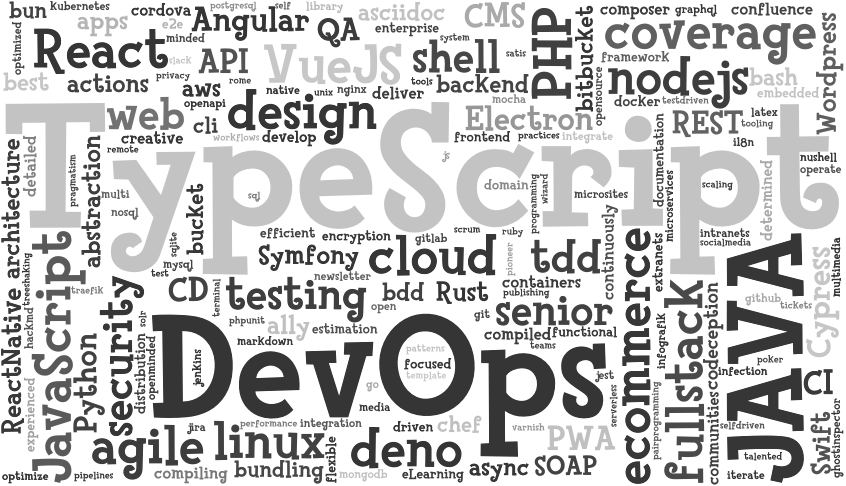 bun
kubernetes
cordova
postgresql
self
library
asciidoc
CMS
PHP
composer
graphql
confluence
Wordpress
optimized
apps
e2e
Angular
QA
enterprise
bitbucket
coverage
React
minded
slack
API
VueJS
system
shell
satis
framework
best
actions
privacy
aws
rome
native
unix
nginx
tools
deliver
backend
opensource
nodejs
bash
embedded
openapi
mocha
docker
testdriven
latex
tooling
web
cli
design
Electron
REST
creative
workflows
develop
frontend
practices
integrate
i18n
TypeScript
remote
js
nushell
operate
detailed
pragmatism
abstraction
multi
nosql
bucket
sql
domain
programming
wizard
microsites
documentation
microservices
scaling
determined
ReactNative
architecture
JavaScript
sqlite
mysql
test
efficient
encryption
gitlab
scrum
ruby
pioneer
continuously
intranets
socialmedia
extranets
Symfony
cloud
tdd
newsletter
containers
publishing
hackmd
treeshaking
traefik
CD
terminal
testing
bdd
Rust
open
git
senior
ecommerce
JAVA
Cypress
multimedia
github
tickets
security
solr
phpunit
ally
estimation
compiled
functional
teams
infografik
fullstack
codeception
Python
distribution
openminded
markdown
DevOps
jenkins
patterns
focused
template
go
media
jest
serverless
poker
infection
CI
experienced
agile
jira
linux
performance
integration
flexible
deno
driven
chef
varnish
PWA
pairprogramming
communities
selfdriven
talented
Swift
ghostinspector
optimize
pipelines
compiling
bundling
mongodb
eLearning
async
SOAP
iterate